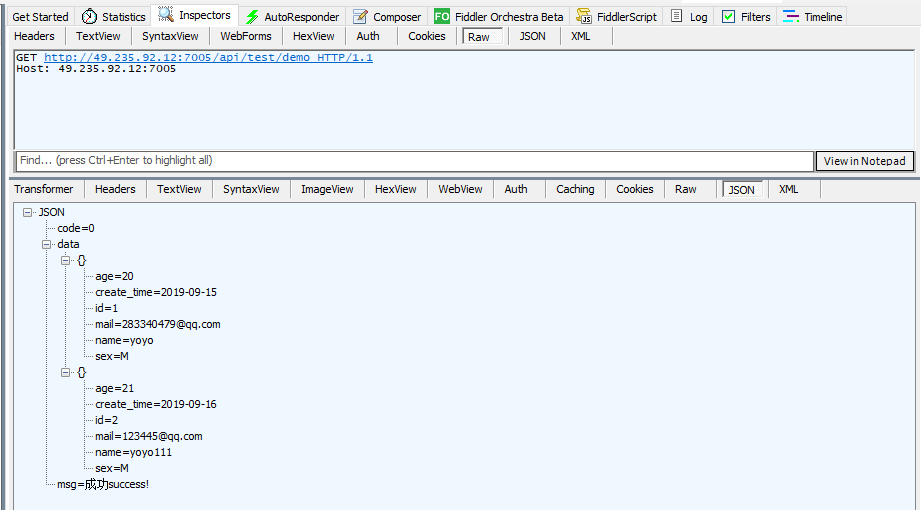 Get Started Statistics Inspectors AutoResponder Composer FO Fiddler Orchestra Beta FiddlerScript Log Filters Timeline
Headers TextView SyntaxView WebForms HexView Auth Cookies Raw JSON XML
GET http://49.235.92.12:7005/api/test/demo HTTP/1.1
Host: 49.235.92.12:7005
Find... (press Ctrl+Enter to highlight all) View in Notepad
Transformer Headers TextView SyntaxView ImageView HexView WebView Auth Caching Cookies Raw JSON XML
JSON
code=0
data
{}
age=20
create_time=2019-09-15
id=1
mail=283340479@qq.com
name=yoyo
sex=M
{}
age=21
create_time=2019-09-16
id=2
mail=123445@qq.com
name=yoyo111
sex=M
msg=成功success!